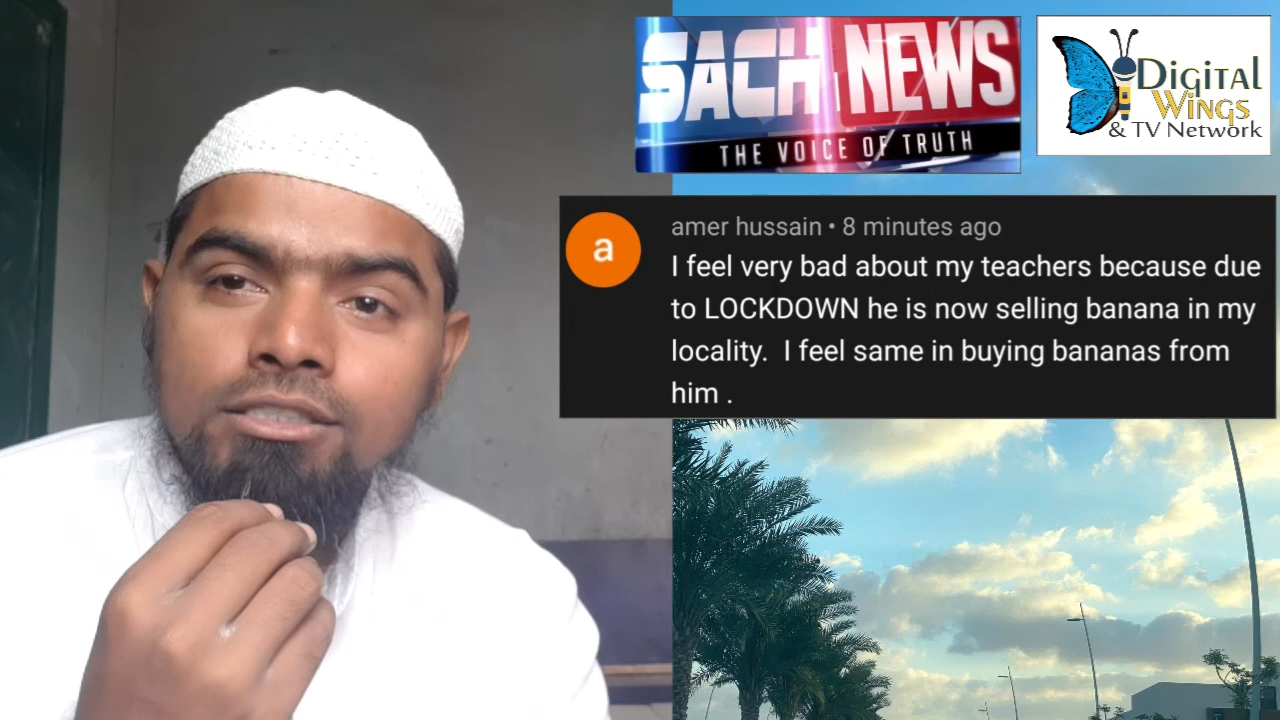 SACH NEWS
THE VOICE OF TRUTH
Digital
Wings
& TV Network
a
amer hussain • 8 minutes ago
I feel very bad about my teachers because due
to LOCKDOWN he is now selling banana in my
locality.  I feel same in buying bananas from
him .